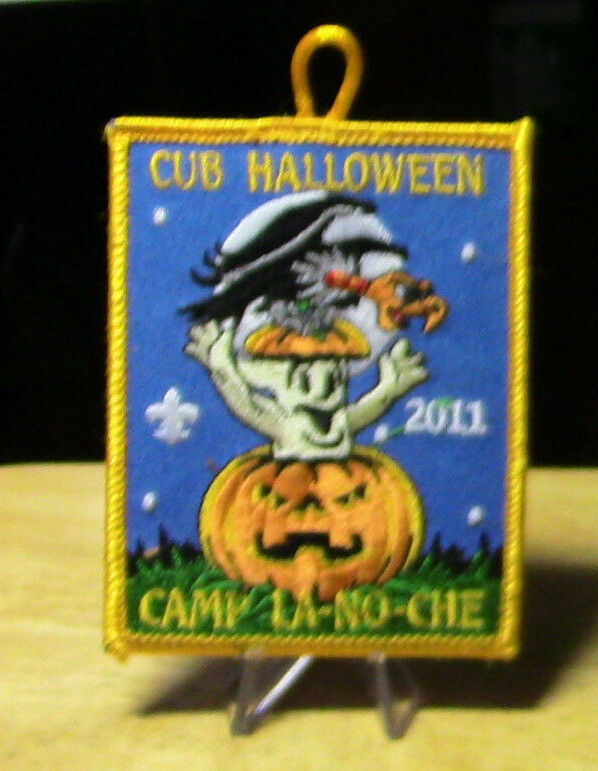 CUB HALLOWEEN
2011
CAMP LA-NO-CHE